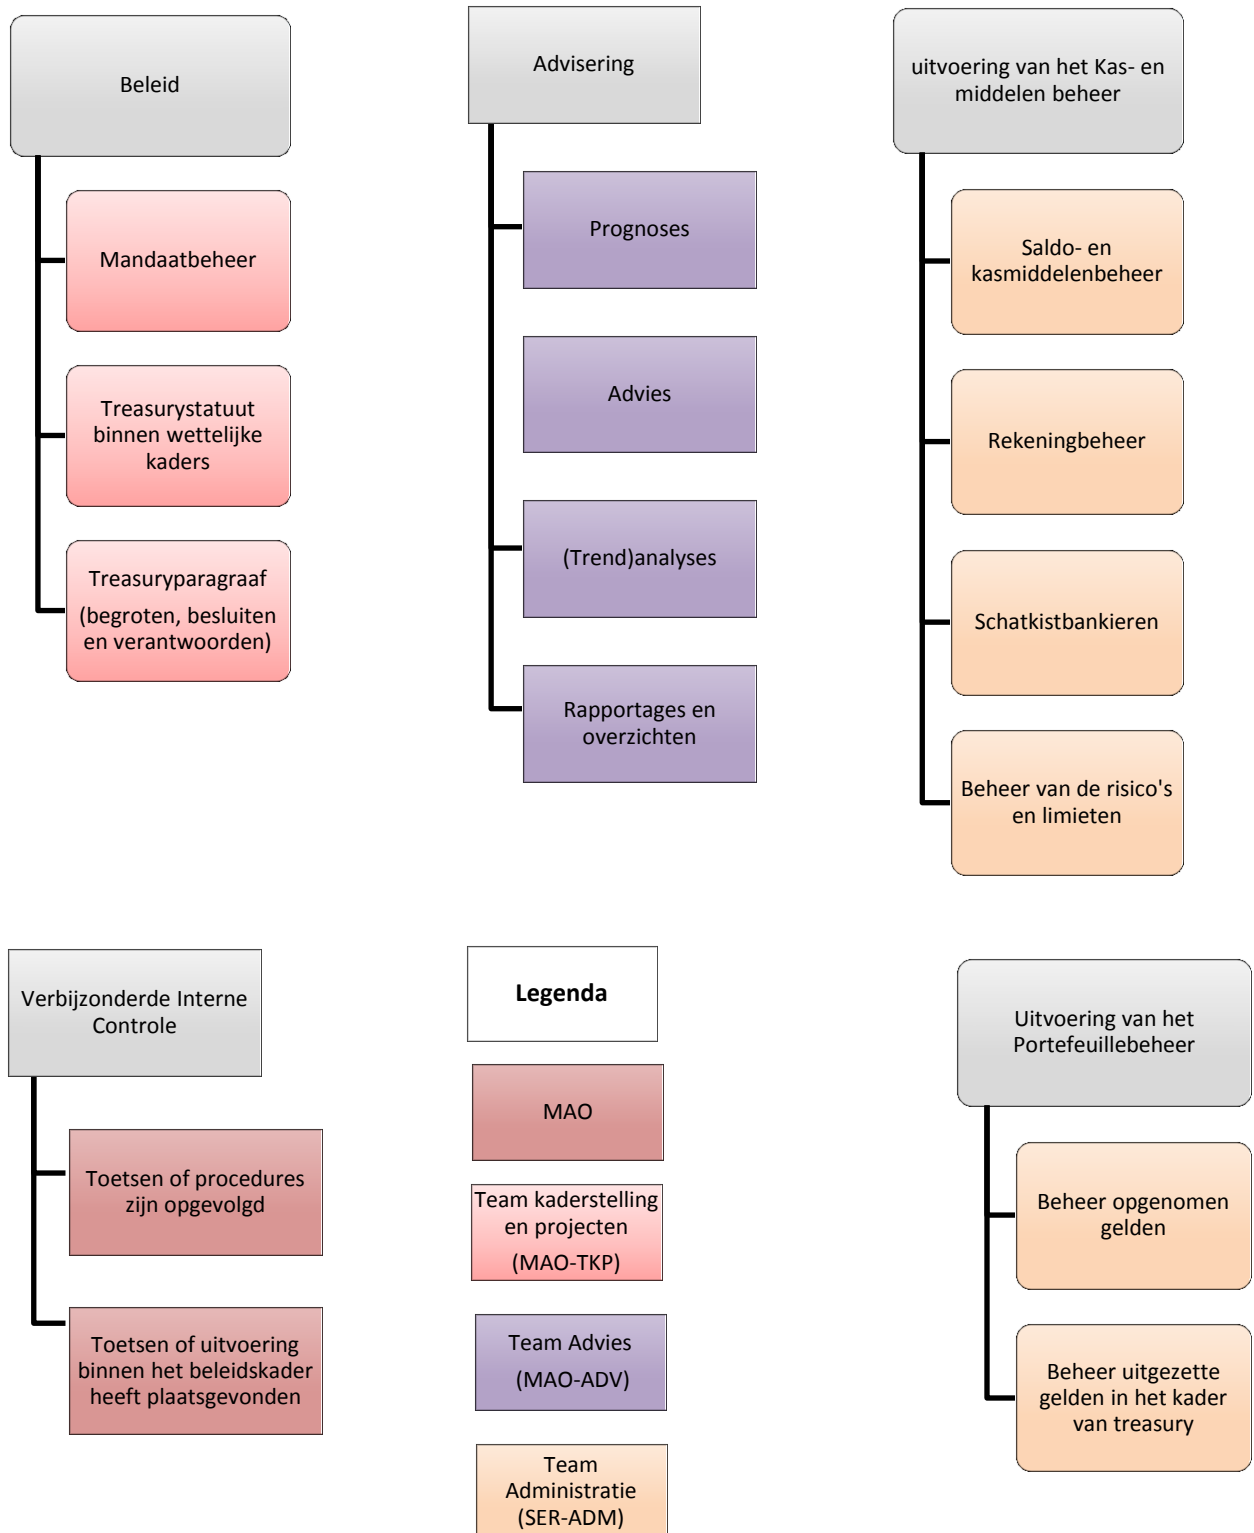 Beleid
Mandaatbeheer
Treasurystatuut
binnen wettelijke
kaders
Treasuryparagraaf
(begroten, besluiten
en verantwoorden)
Advisering
Prognoses
Advies
(Trend)analyses
Rapportages en
overzichten
uitvoering van het Kas- en
middelen beheer
Saldo- en
kasmiddelenbeheer
Rekeningbeheer
Schatkistbankieren
Beheer van de risico's
en limieten
Verbijzonderde Interne
Controle
Toetsen of procedures
zijn opgevolgd
Toetsen of uitvoering
binnen het beleidskader
heeft plaatsgevonden
Legenda
MAO
Team kaderstelling
en projecten
(MAO-TKP)
Team Advies
(MAO-ADV)
Team
Administratie
(SER-ADM)
Uitvoering van het
Portefeuillebeheer
Beheer opgenomen
gelden
Beheer uitgezette
gelden in het kader
van treasury